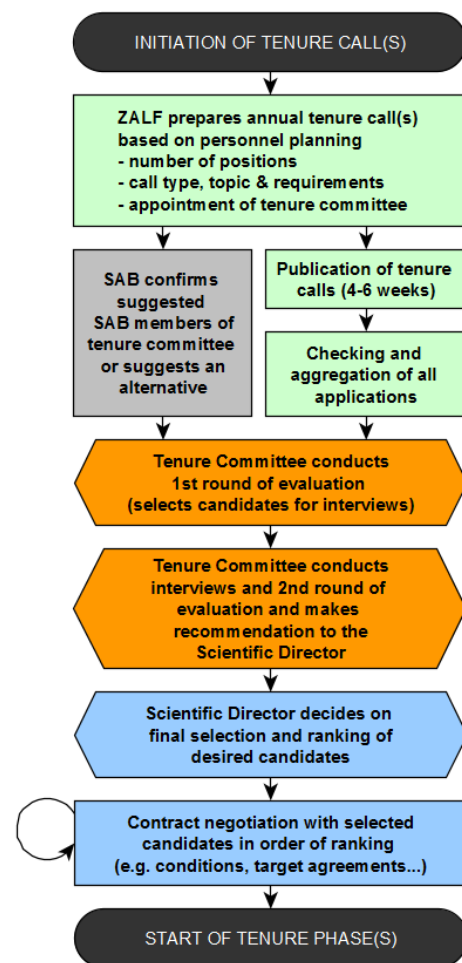 INITIATION OF TENURE CALL(S)
ZALF prepares annual tenure call(s)
based on personnel planning
- number of positions
- call type, topic & requirements
- appointment of tenure committee
SAB confirms
suggested
SAB members of
tenure committee
or suggests an
alternative
Publication of tenure
calls (4-6 weeks)
Checking and
aggregation of all
applications
Tenure Committee conducts
1st round of evaluation
(selects candidates for interviews)
Tenure Committee conducts
interviews and 2nd round of
evaluation and makes
recommendation to the
Scientific Director
Scientific Director decides on
final selection and ranking of
desired candidates
Contract negotiation with selected
candidates in order of ranking
(e.g. conditions, target agreements...)
START OF TENURE PHASE(S)